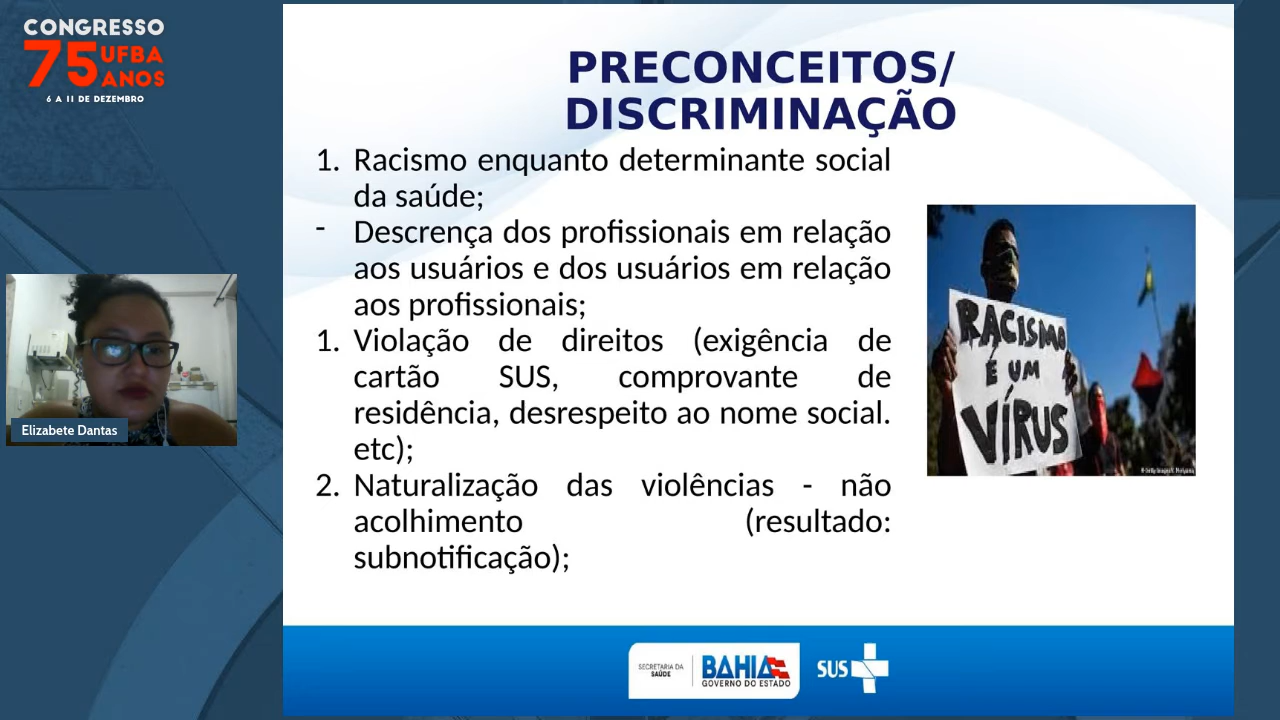 CONGRESSO
75 UFBA
ANOS
6 A 11 DE DEZEMBRO
PRECONCEITOS/
DISCRIMINAÇÃO
1. Racismo enquanto determinante social
da saúde;
- Descrença dos profissionais em relação
aos usuários e dos usuários em relação
aos profissionais;
1. Violação de direitos (exigência de
cartão SUS, comprovante de
residência, desrespeito ao nome social.
etc);
2. Naturalização das violências - não
acolhimento (resultado:
subnotificação);
RACISMO
É UM
VÍRUS
Elizabete Dantas
SECRETARIA DA
SAÚDE
BAHIA
GOVERNO DO ESTADO
SUS